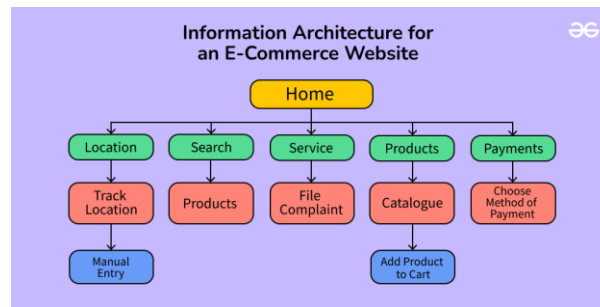 Information Architecture for
an E-Commerce Website
Home
Location
Search
Service
Products
Payments
Track
Location
Products
File
Complaint
Catalogue
Choose
Method of
Payment
Manual
Entry
Add Product
to Cart